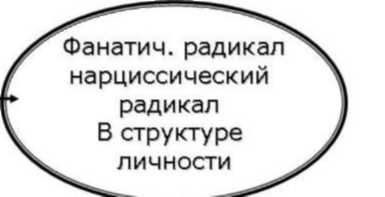 Фанатич. радикал
нарциссический
радикал
В структуре
личности